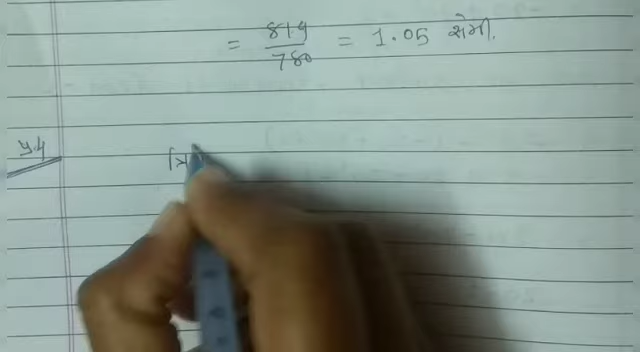 = 819/780 = 1.05 सेमी.